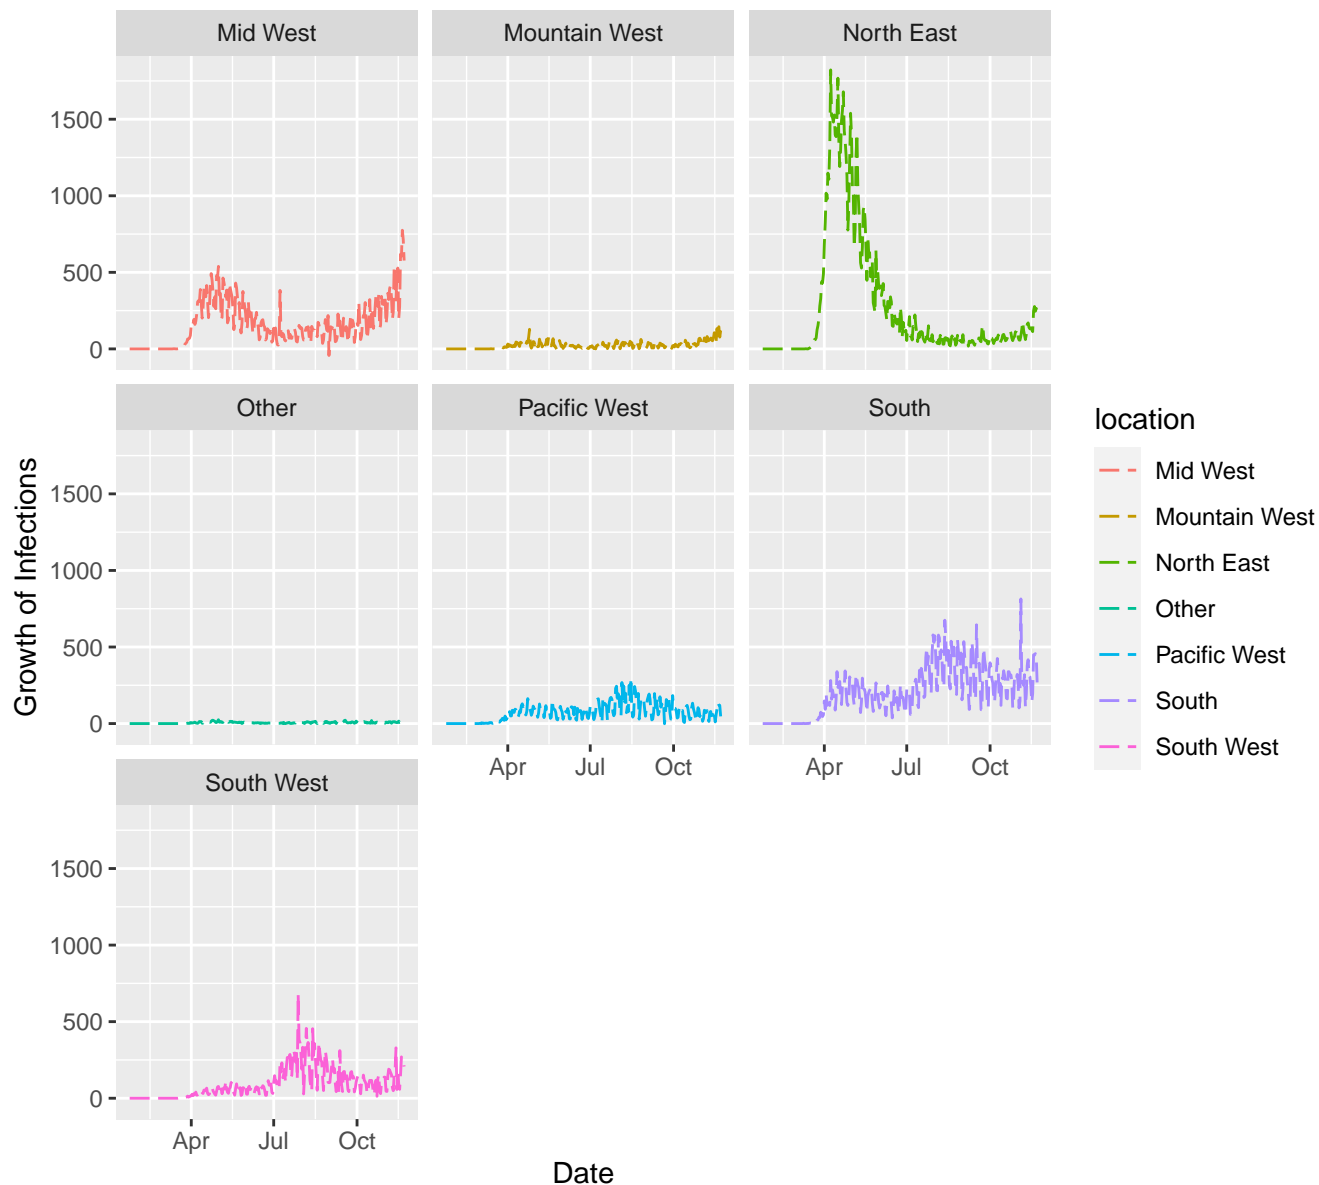 Mid West
Mountain West
North East
1500
1000
500
0
Other
Pacific West
South
1500
1000
500
0
Apr Jul Oct
Apr Jul Oct
South West
1500
1000
500
0
Apr Jul Oct
Growth of Infections
Date
location
Mid West
Mountain West
North East
Other
Pacific West
South
South West